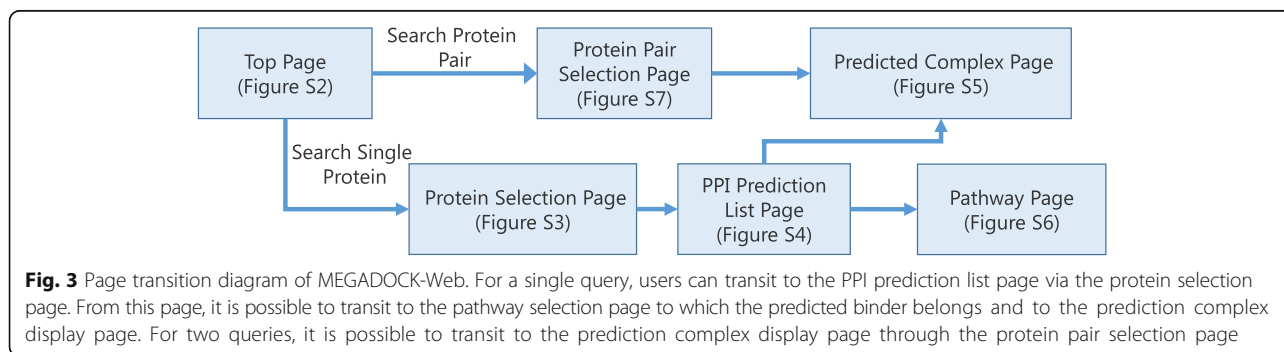 Top Page
(Figure S2)
Search Protein
Pair
Protein Pair
Selection Page
(Figure S7)
Predicted Complex Page
(Figure S5)
Search Single
Protein
Protein Selection Page
(Figure S3)
PPI Prediction
List Page
(Figure S4)
Pathway Page
(Figure S6)
Fig. 3 Page transition diagram of MEGADOCK-Web. For a single query, users can transit to the PPI prediction list page via the protein selection
page. From this page, it is possible to transit to the pathway selection page to which the predicted binder belongs and to the prediction complex
display page. For two queries, it is possible to transit to the prediction complex display page through the protein pair selection page